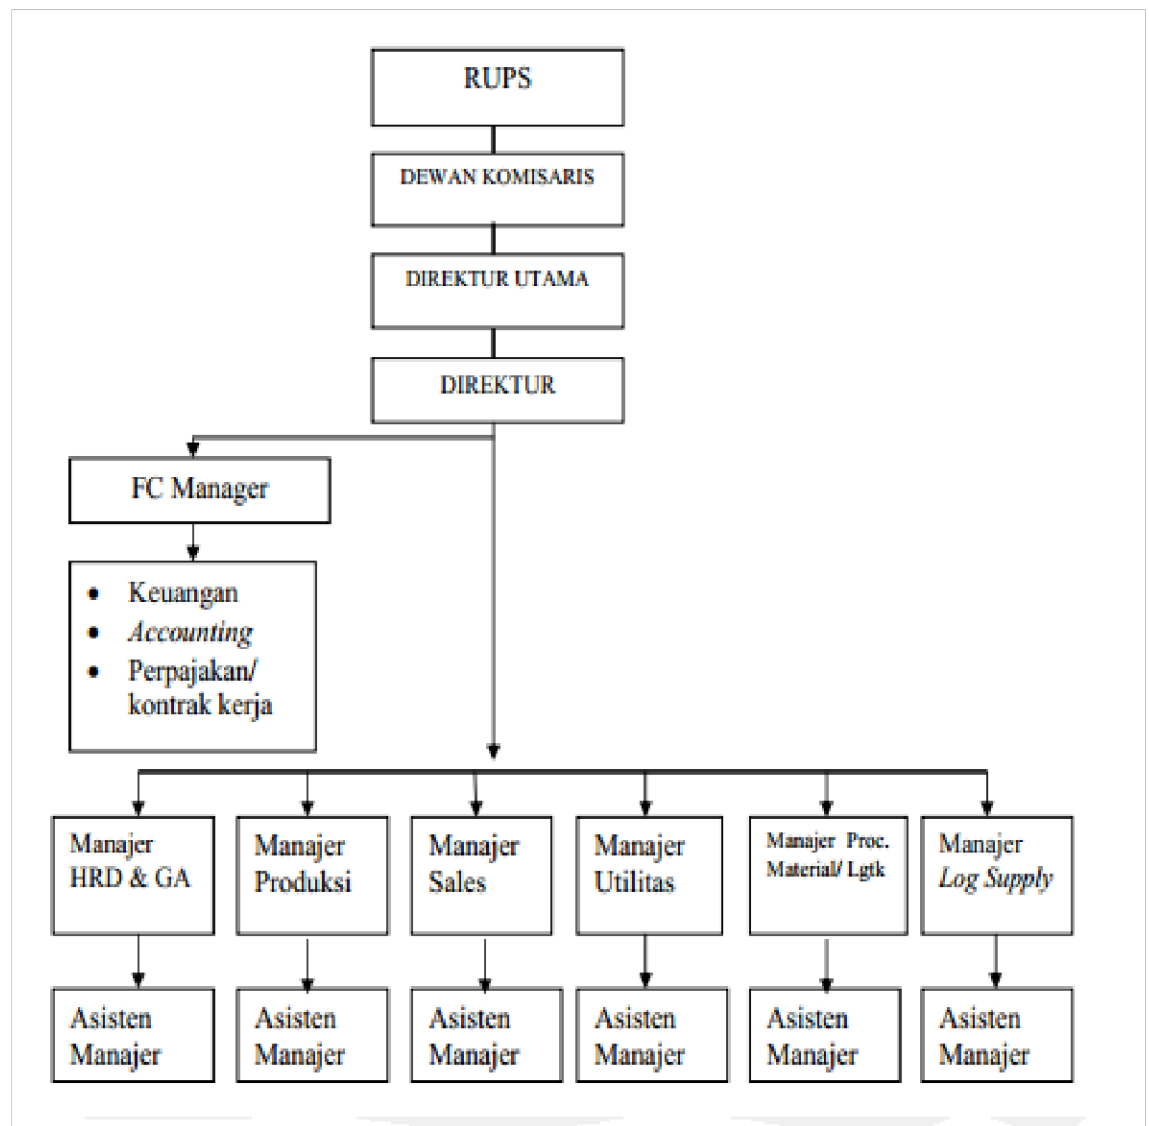 RUPS
DEWAN KOMISARIS
DIREKTUR UTAMA
DIREKTUR
FC Manager
• Keuangan
• Accounting
• Perpajakan/
kontrak kerja
Manajer
HRD & GA
Manajer
Produksi
Manajer
Sales
Manajer
Utilitas
Manajer Proc.
Material/ Lgtk
Manajer
Log Supply
Asisten
Manajer
Asisten
Manajer
Asisten
Manajer
Asisten
Manajer
Asisten
Manajer
Asisten
Manajer